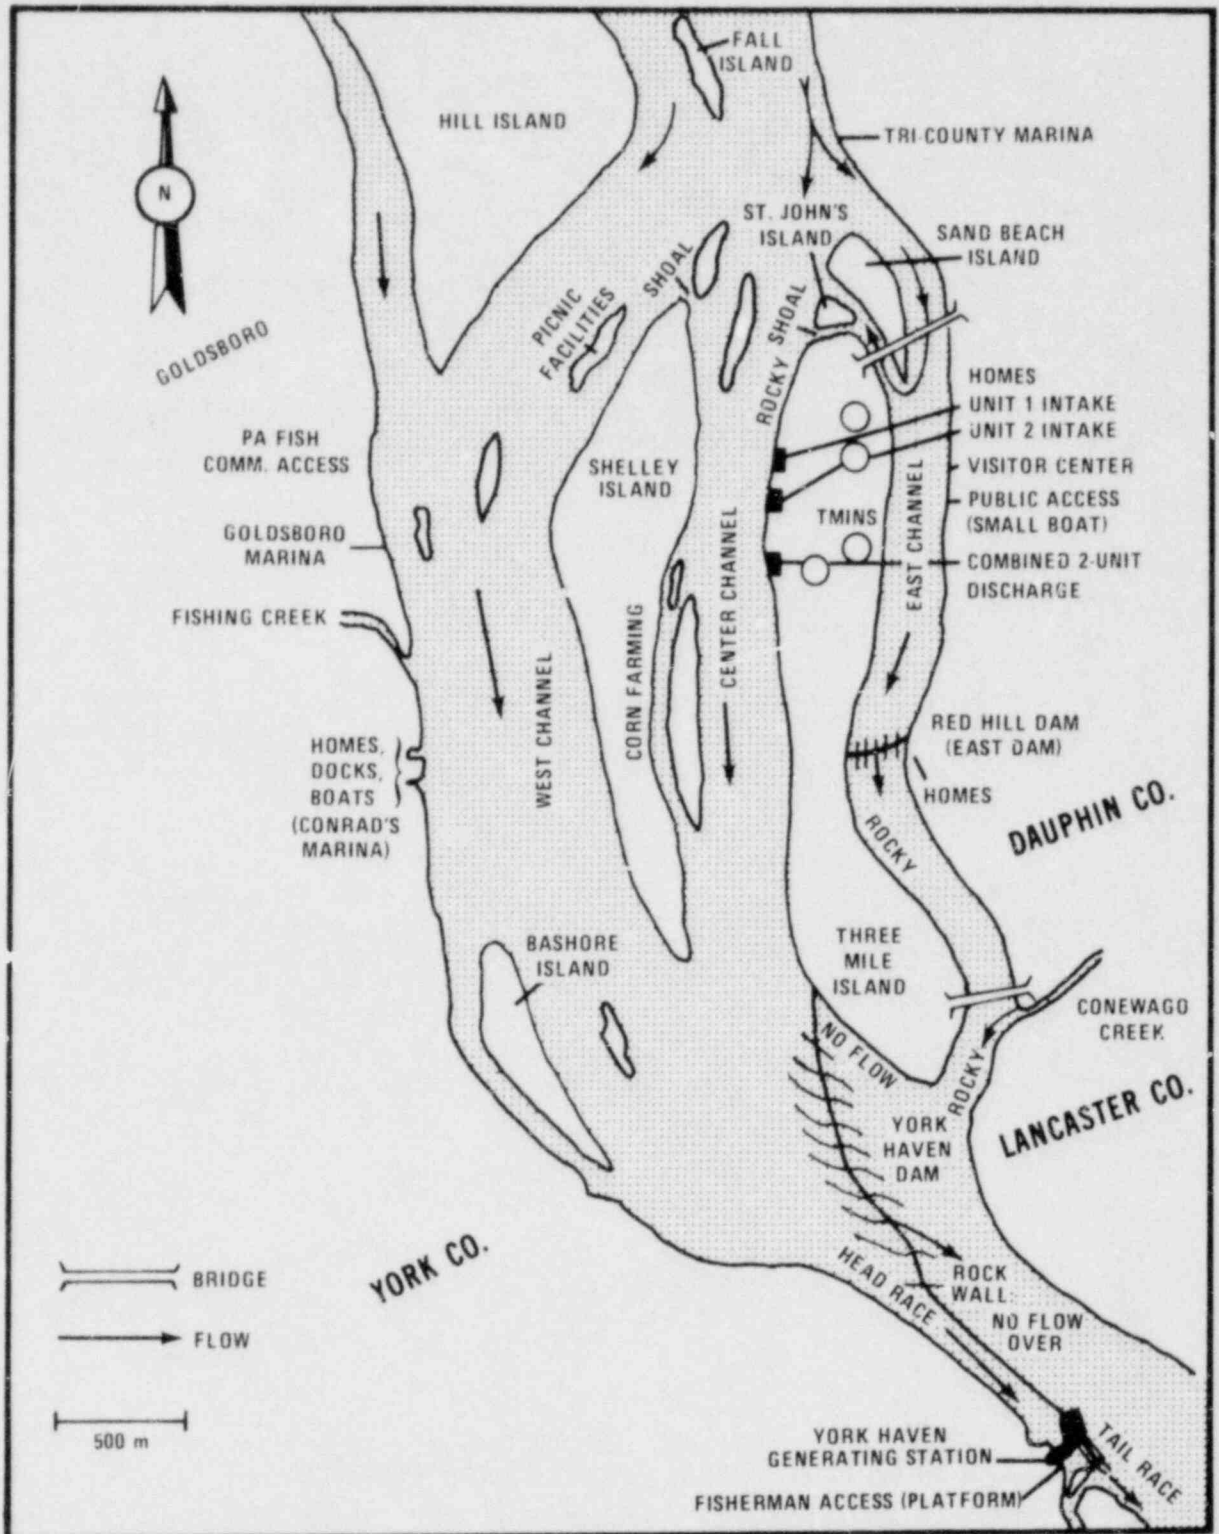 FALL
ISLAND
HILL ISLAND
TRI-COUNTY MARINA
N
ST. JOHN'S
ISLAND
SAND BEACH
ISLAND
SHOAL
PICNIC
FACILITIES
ROCKY SHOAL
GOLDSBORO
HOMES
UNIT 1 INTAKE
UNIT 2 INTAKE
PA FISH
COMM. ACCESS
SHELLEY
ISLAND
VISITOR CENTER
PUBLIC ACCESS
(SMALL BOAT)
TMINS
EAST CHANNEL
CENTER CHANNEL
GOLDSBORO
MARINA
COMBINED 2-UNIT
DISCHARGE
FISHING CREEK
CORN FARMING
WEST CHANNEL
RED HILL DAM
(EAST DAM)
HOMES,
DOCKS,
BOATS
(CONRAD'S
MARINA)
HOMES
DAUPHIN CO.
ROCKY
BASHORE
ISLAND
THREE
MILE
ISLAND
CONEWAGO
CREEK
NO FLOW
ROCKY
LANCASTER CO.
YORK
HAVEN
DAM
YORK CO.
HEAD RACE
ROCK
WALL:
NO FLOW
OVER
BRIDGE
FLOW
500 m
YORK HAVEN
GENERATING STATION
TAIL RACE
FISHERMAN ACCESS (PLATFORM)